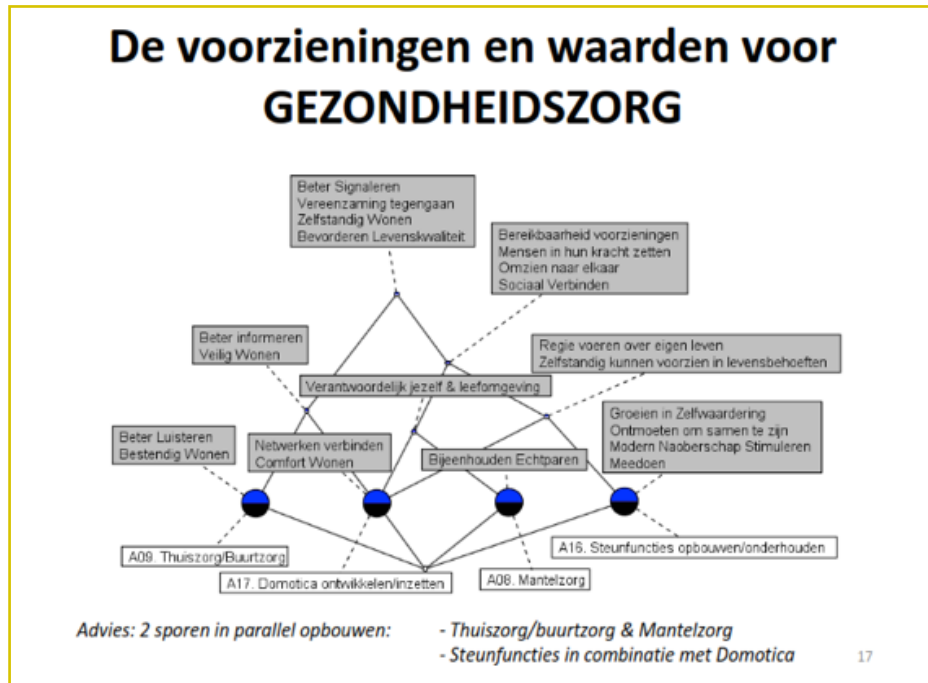 De voorzieningen en waarden voor
GEZONDHEIDSZORG
Beter Signaleren
Vereenzaming tegengaan
Zelfstandig Wonen
Bevorderen Levenskwaliteit
Bereikbaarheid voorzieningen
Mensen in hun kracht zetten
Omzien naar elkaar
Sociaal Verbinden
Beter informeren
Veilig Wonen
Regie voeren over eigen leven
Zelfstandig kunnen voorzien in levensbehoeften
Verantwoordelijk jezelf & leefomgeving
Beter Luisteren
Bestendig Wonen
Netwerken verbinden
Comfort Wonen
Bijeenhouden Echtparen
Groeien in Zelfwaardering
Ontmoeten om samen te zijn
Modern Naoberschap Stimuleren
Meedoen
A09. Thuiszorg/Buurtzorg
A17. Domotica ontwikkelen/inzetten
A08. Mantelzorg
A16. Steunfuncties opbouwen/onderhouden
Advies: 2 sporen in parallel opbouwen: - Thuiszorg/buurtzorg & Mantelzorg
- Steunfuncties in combinatie met Domotica
17